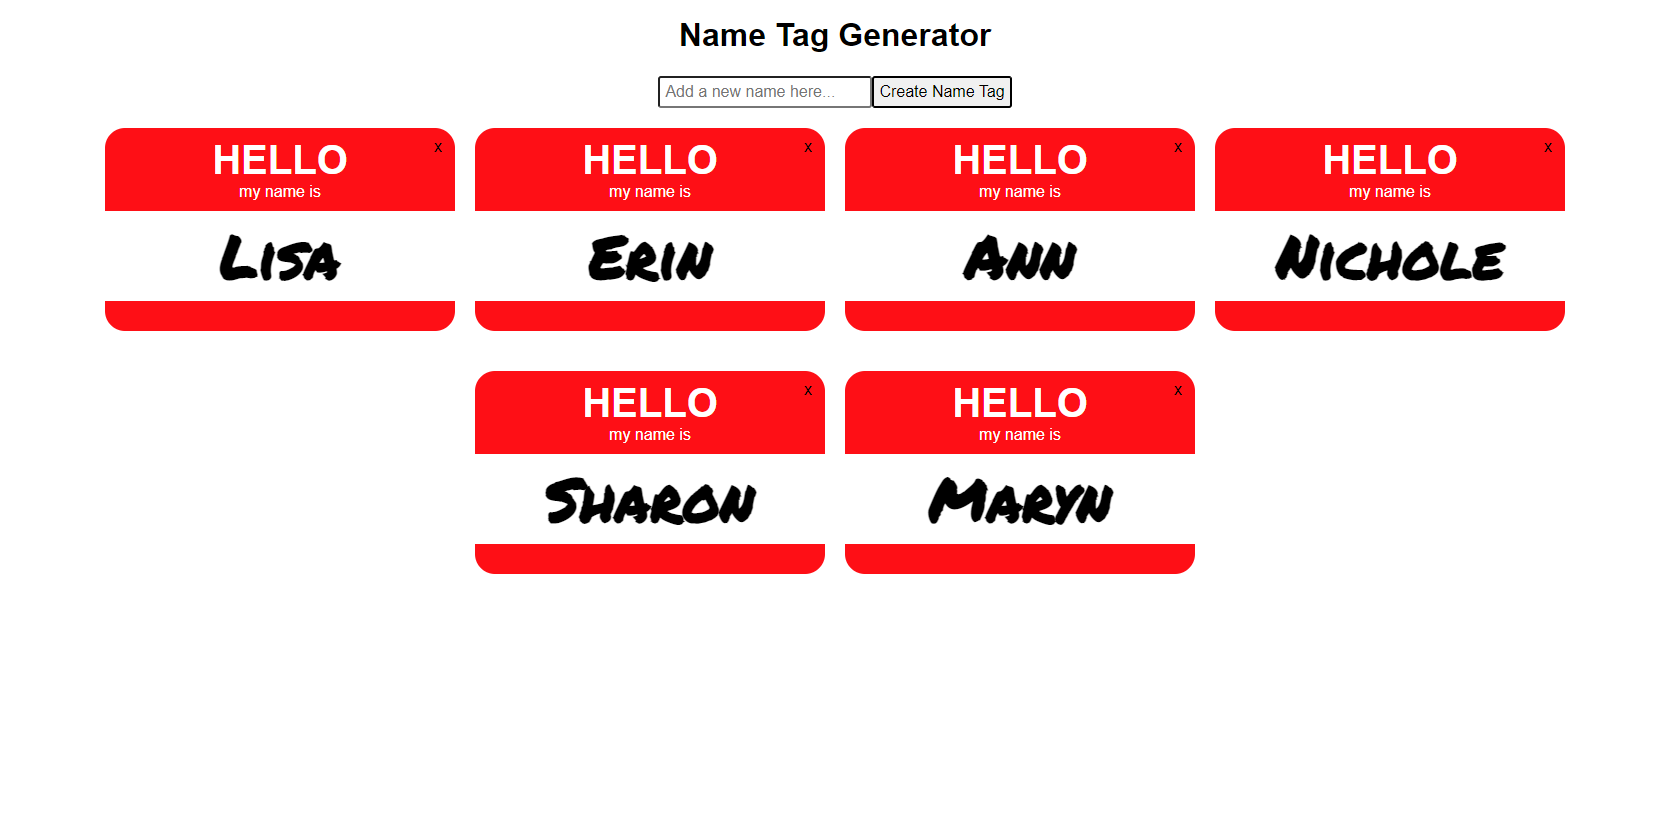 Name Tag Generator
Add a new name here... Create Name Tag
HELLO x HELLO x HELLO x HELLO x
my name is my name is my name is my name is
Lisa Erin Ann Nichole
HELLO x HELLO x
my name is my name is
Sharon Maryn